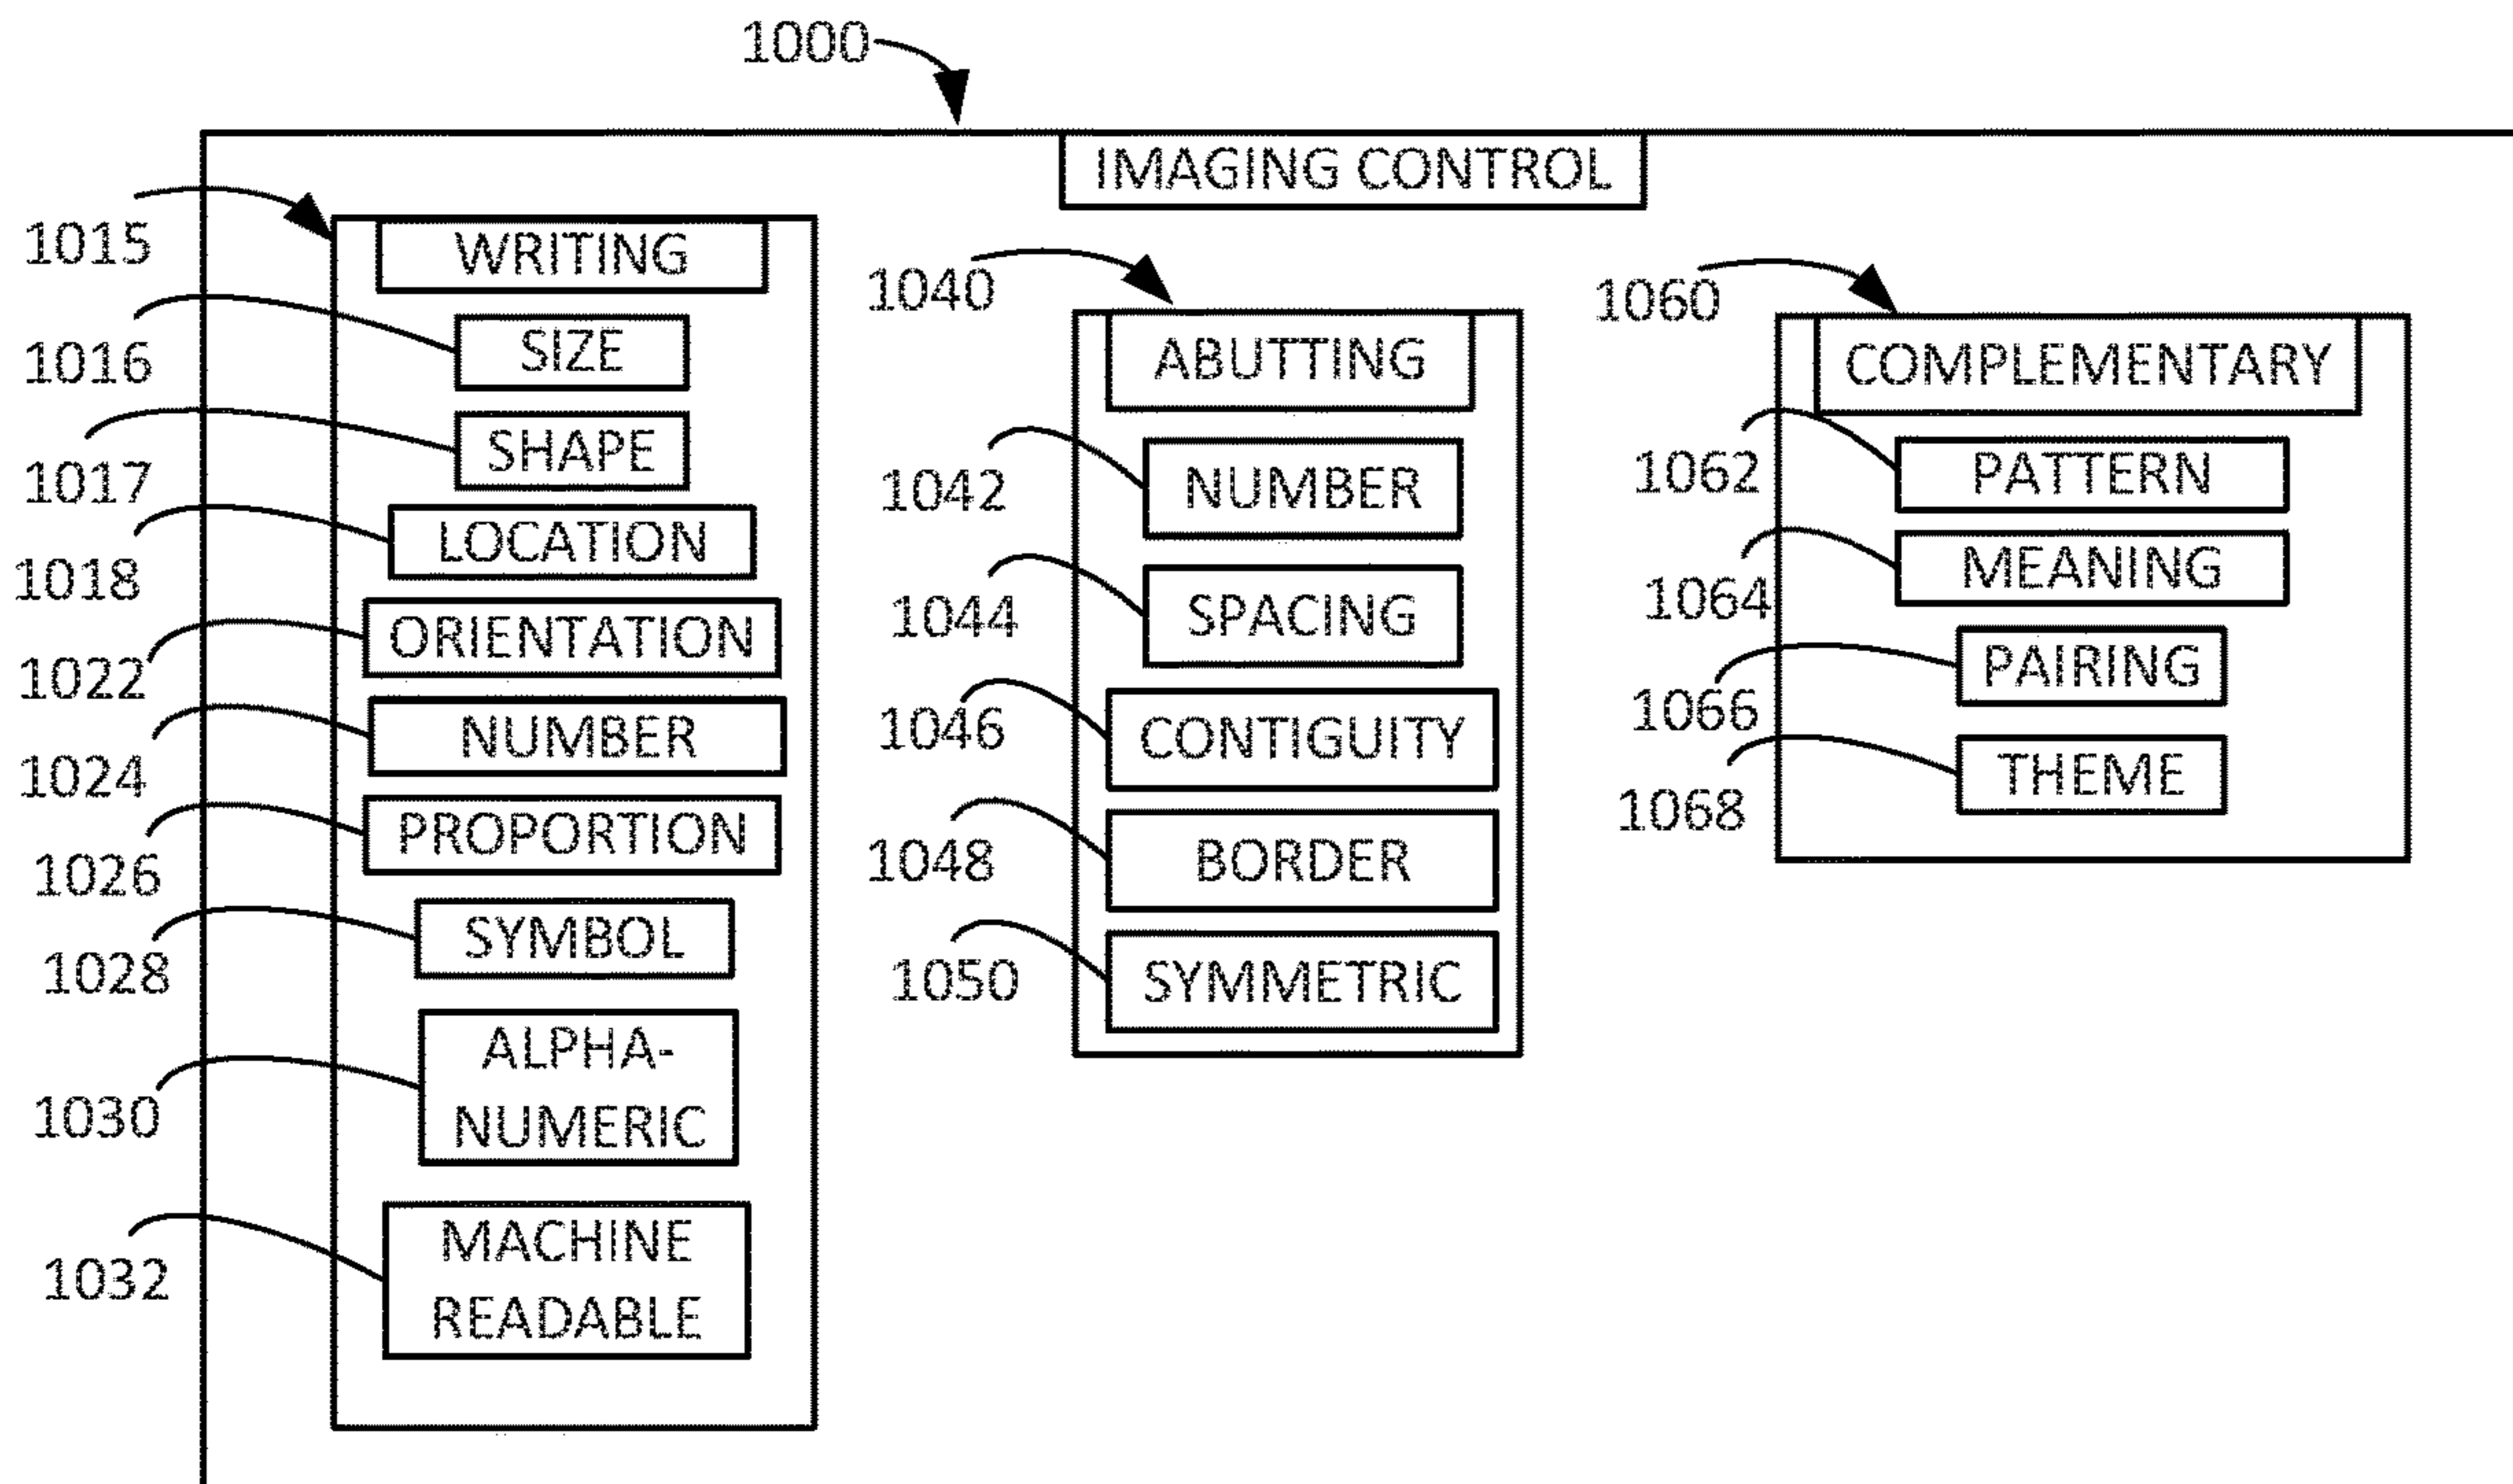 1000
IMAGING CONTROL
1015
WRITING
1016
SIZE
1017
SHAPE
1018
LOCATION
1022
ORIENTATION
1024
NUMBER
1026
PROPORTION
1028
SYMBOL
1030
ALPHA-
NUMERIC
1032
MACHINE
READABLE
1040
ABUTTING
1042
NUMBER
1044
SPACING
1046
CONTIGUITY
1048
BORDER
1050
SYMMETRIC
1060
COMPLEMENTARY
1062
PATTERN
1064
MEANING
1066
PAIRING
1068
THEME